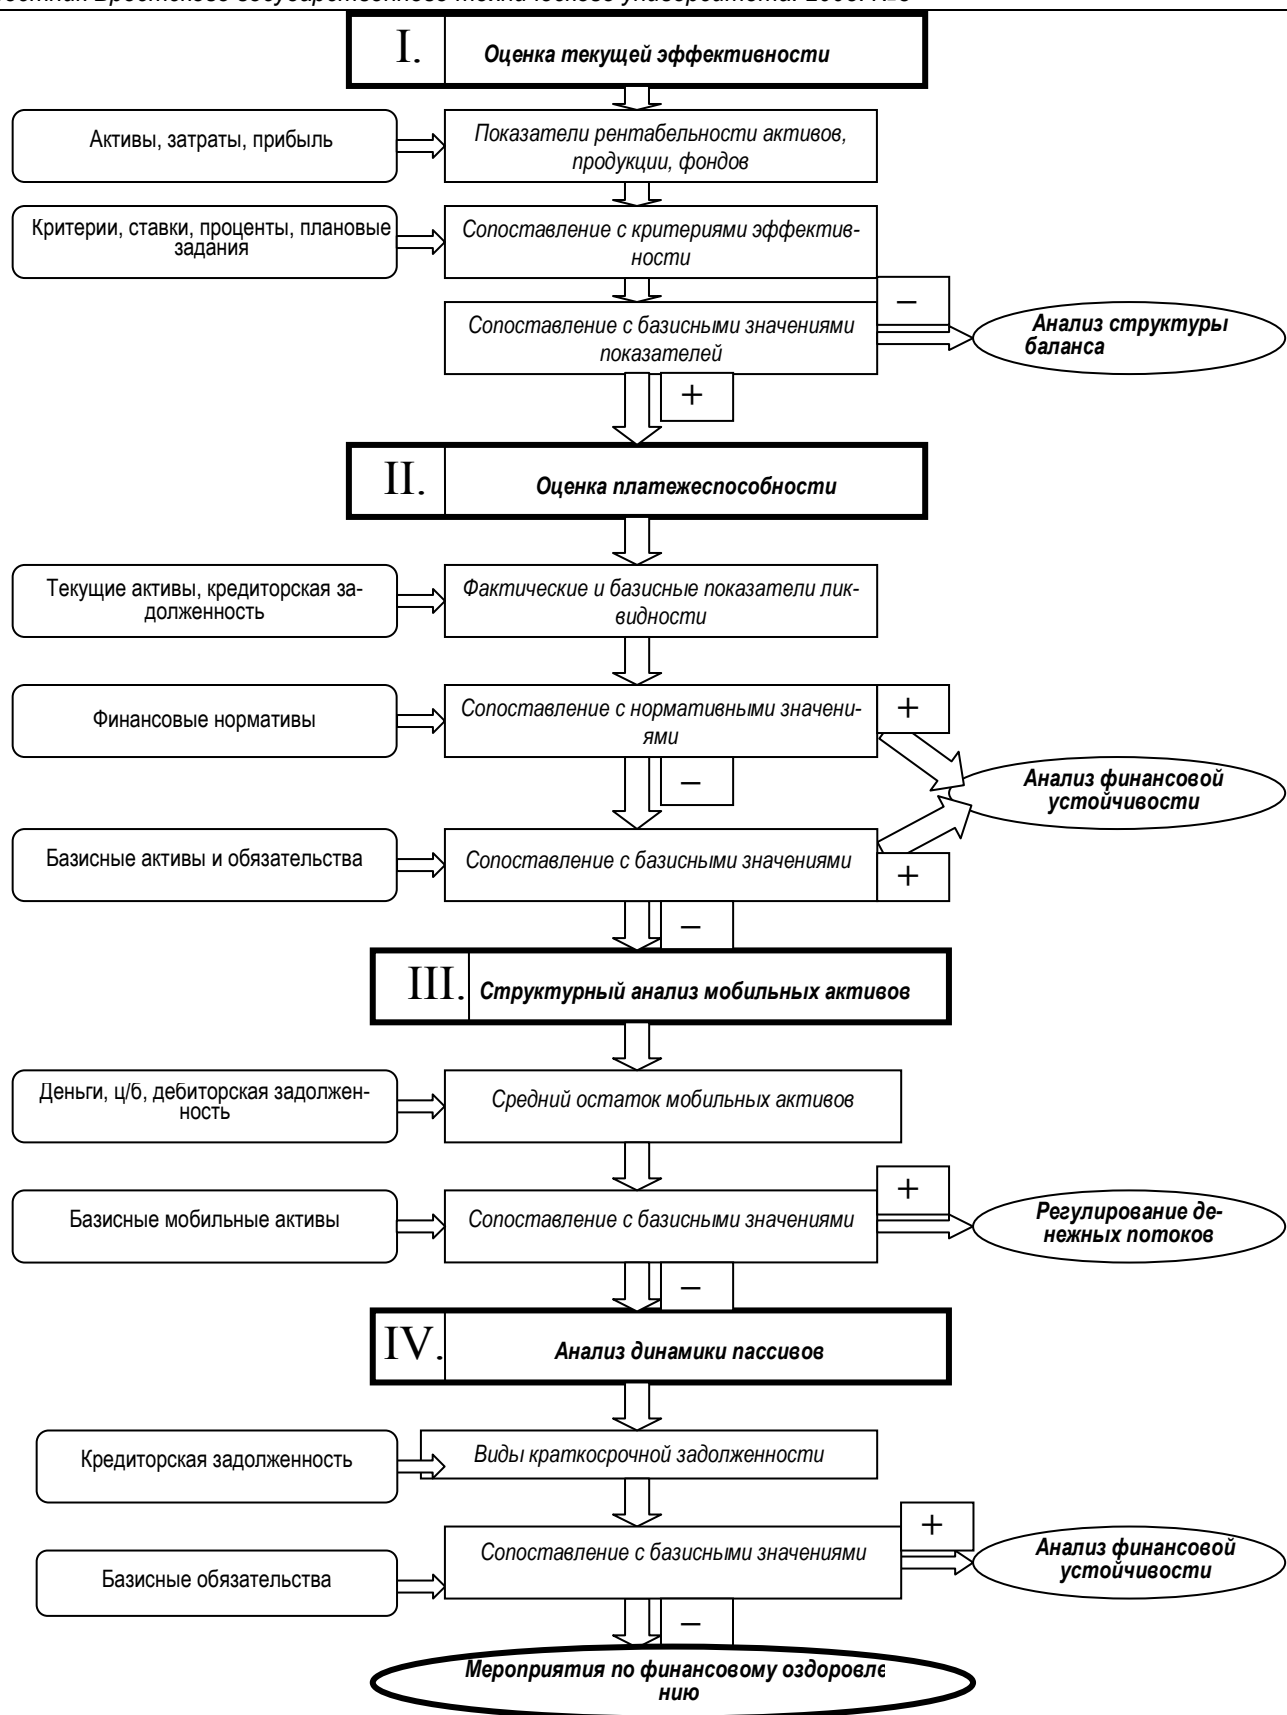 I.
Оценка текущей эффективности
Активы, затраты, прибыль
Показатели рентабельности активов,
продукции, фондов
Критерии, ставки, проценты, плановые
задания
Сопоставление с критериями эффектив-
ности
Сопоставление с базисными значениями
показателей
–
Анализ структуры
баланса
+
II.
Оценка платежеспособности
Текущие активы, кредиторская за-
долженность
Фактические и базисные показатели лик-
видности
Финансовые нормативы
Сопоставление с нормативными значени-
ями
+
–
Анализ финансовой
устойчивости
Базисные активы и обязательства
Сопоставление с базисными значениями
+
–
III.
Структурный анализ мобильных активов
Деньги, ц/б, дебиторская задолжен-
ность
Средний остаток мобильных активов
Базисные мобильные активы
Сопоставление с базисными значениями
+
Регулирование де-
нежных потоков
–
IV.
Анализ динамики пассивов
Кредиторская задолженность
Виды краткосрочной задолженности
Базисные обязательства
Сопоставление с базисными значениями
+
Анализ финансовой
устойчивости
–
Мероприятия по финансовому оздоровле
нию